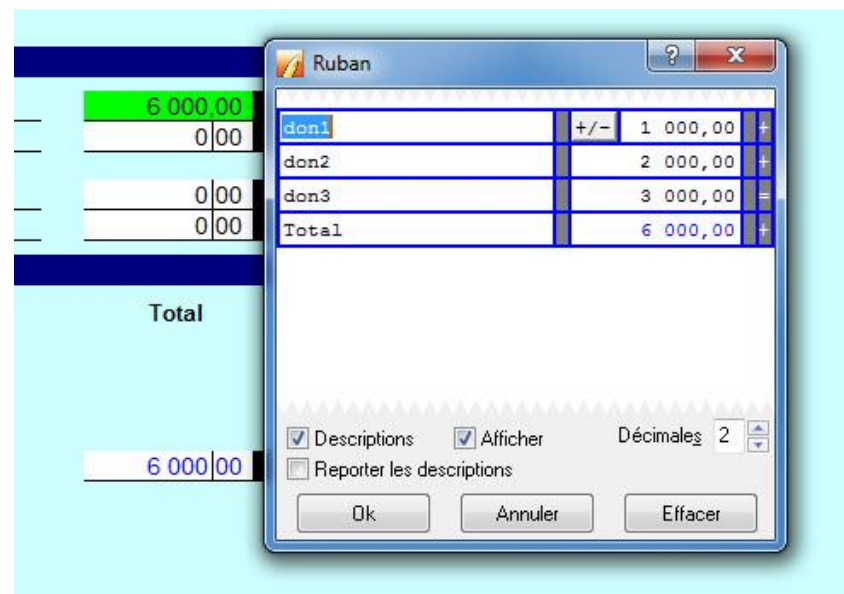 Ruban
6 000,00
don1 +/- 1 000,00 +
0 00
don2 2 000,00 +
0 00
don3 3 000,00 =
0 00
Total 6 000,00 +
Total
Descriptions Afficher Décimales 2
6 000 00
Reporter les descriptions
Ok Annuler Effacer